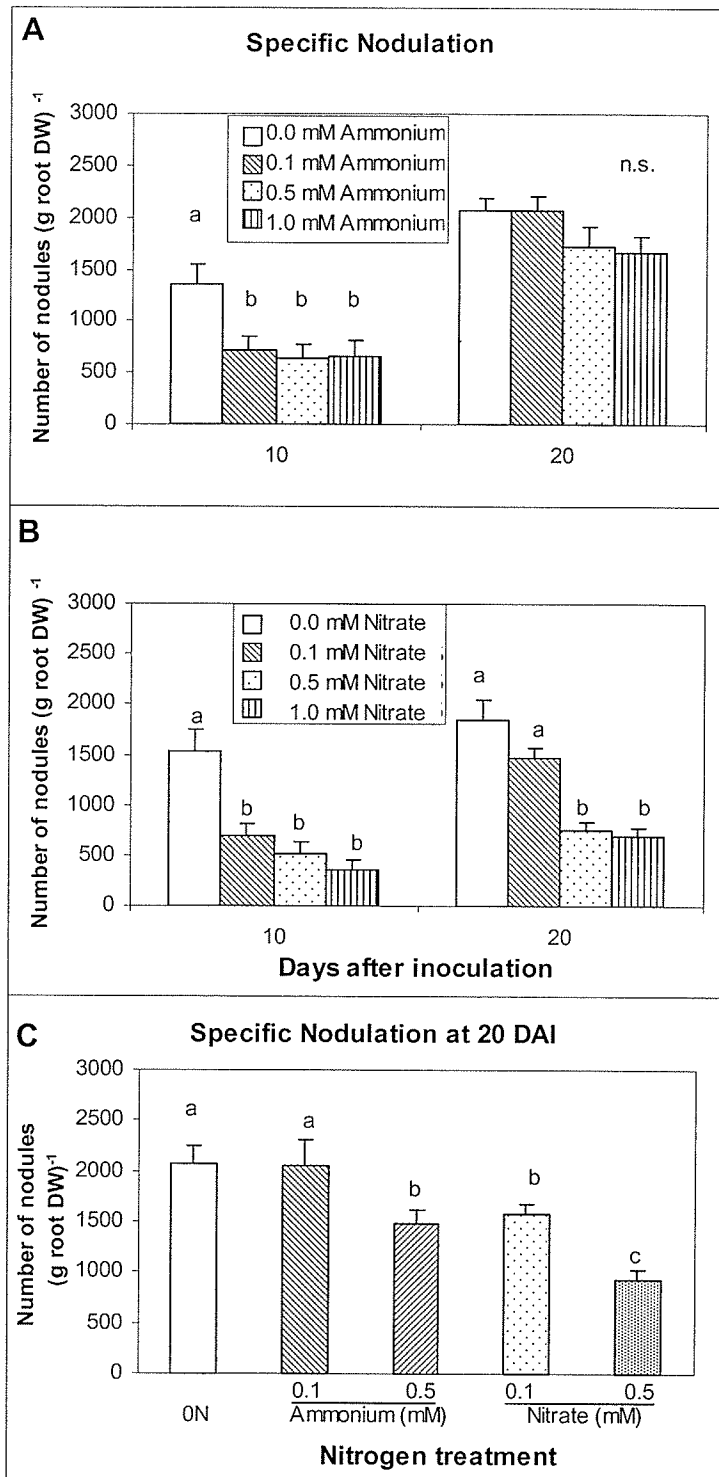 A
Specific Nodulation
Number of nodules (g root DW) -1
3000
2500
2000
1500
1000
500
0
0.0 mM Ammonium
0.1 mM Ammonium
0.5 mM Ammonium
1.0 mM Ammonium
a
b b b
n.s.
10 20
B
Number of nodules (g root DW) -1
3000
2500
2000
1500
1000
500
0
0.0 mM Nitrate
0.1 mM Nitrate
0.5 mM Nitrate
1.0 mM Nitrate
a
b b b
a
a
b b
10 20
Days after inoculation
C
Specific Nodulation at 20 DAI
Number of nodules
(g root DW)-1
3000
2500
2000
1500
1000
500
0
a a b b c
0.1 0.5 0.1 0.5
0N Ammonium (mM) Nitrate (mM)
Nitrogen treatment